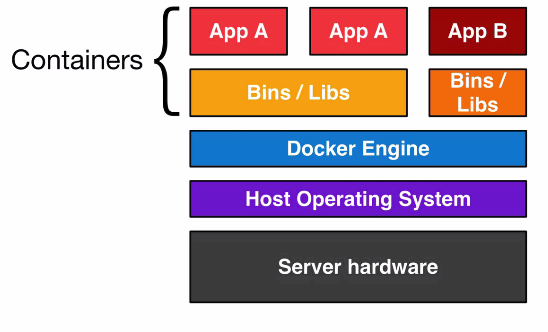 Containers
App A
App A
App B
Bins / Libs
Bins /
Libs
Docker Engine
Host Operating System
Server hardware